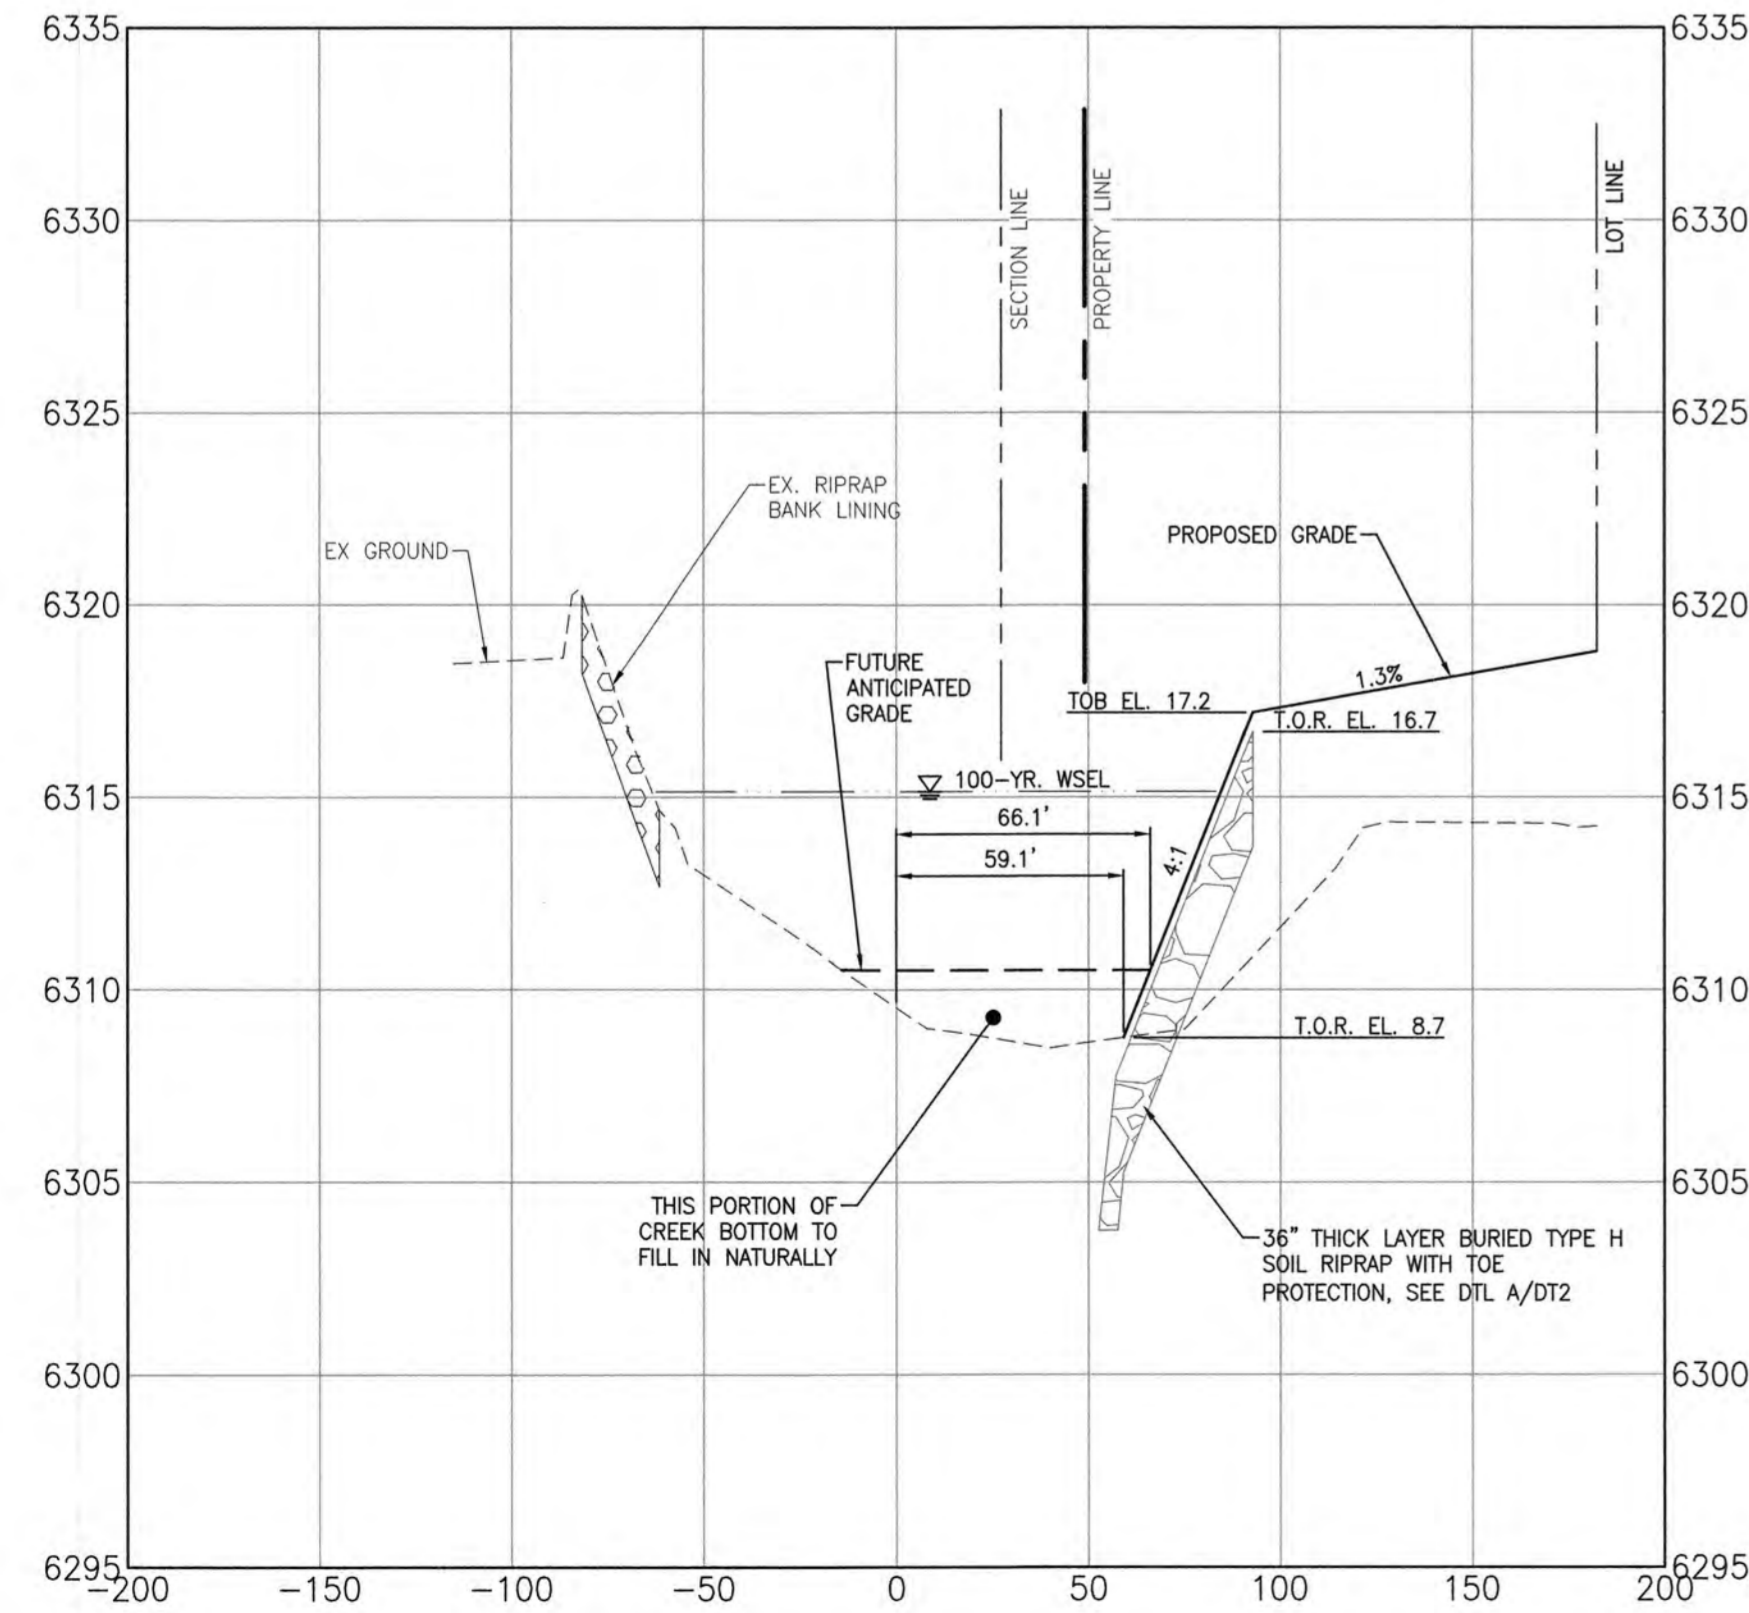 6335
6335
6330
6330
SECTION LINE
PROPERTY LINE
LOT LINE
6325
6325
EX. RIPRAP
BANK LINING
EX GROUND
PROPOSED GRADE
6320
6320
FUTURE
ANTICIPATED
GRADE
1.3%
TOB EL. 17.2
T.O.R. EL. 16.7
6315
6315
100-YR. WSEL
66.1'
59.1'
4:1
6310
6310
T.O.R. EL. 8.7
6305
6305
THIS PORTION OF
CREEK BOTTOM TO
FILL IN NATURALLY
36" THICK LAYER BURIED TYPE H
SOIL RIPRAP WITH TOE
PROTECTION, SEE DTL A/DT2
6300
6300
6295
6295
-200 -150 -100 -50 0 50 100 150 200